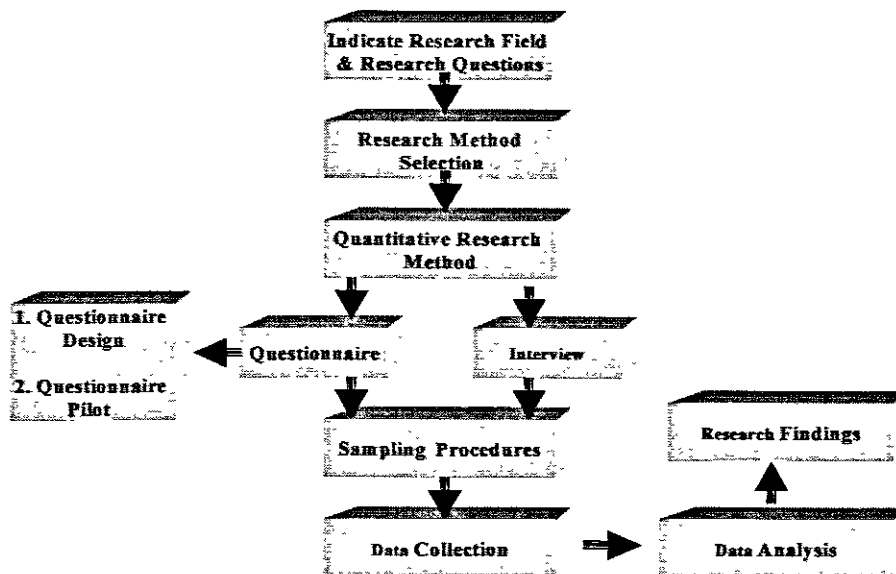 Indicate Research Field
& Research Questions
Research Method
Selection
Quantitative Research
Method
1. Questionnaire
Design
2. Questionnaire
Pilot
Questionnaire
Interview
Sampling Procedures
Research Findings
Data Collection
Data Analysis